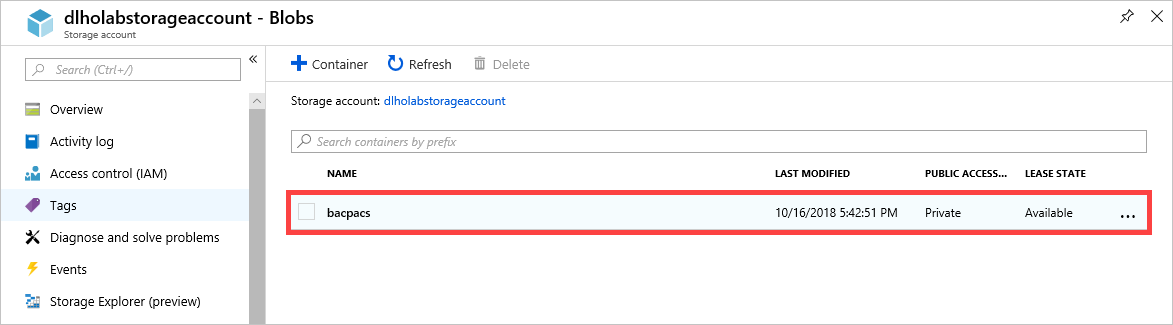 dlholabstorageaccount - Blobs
Storage account
Search (Ctrl+/)
«
Overview
Activity log
Access control (IAM)
Tags
Diagnose and solve problems
Events
Storage Explorer (preview)
Container Refresh Delete
Storage account: dlholabstorageaccount
Search containers by prefix
NAME LAST MODIFIED PUBLIC ACCESS... LEASE STATE
bacpacs 10/16/2018 5:42:51 PM Private Available ...